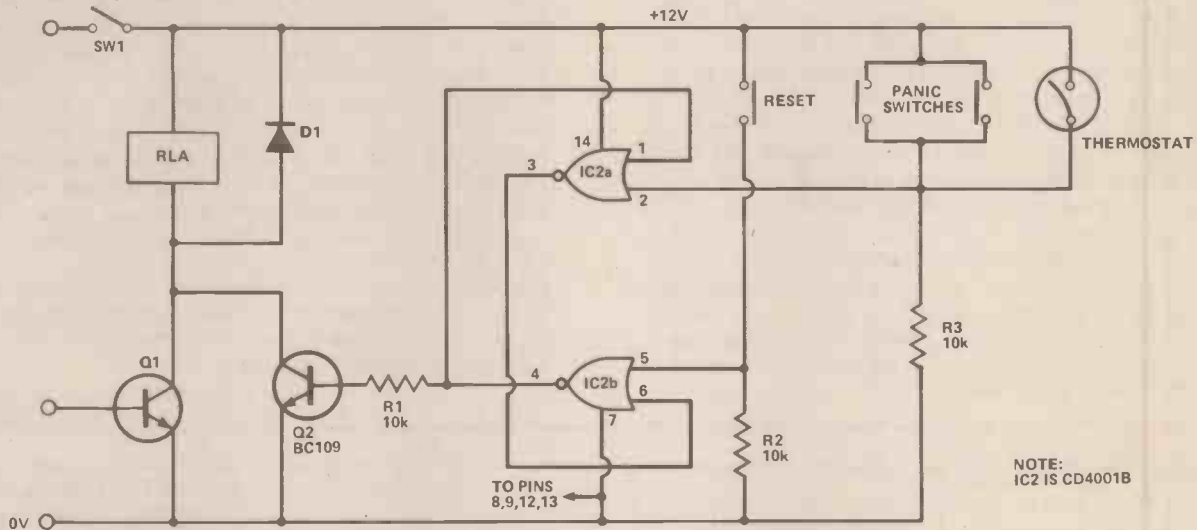 +12V
SW1
RLA
D1
RESET
PANIC
SWITCHES
THERMOSTAT
14
1
3
IC2a
2
Q1
Q2
BC109
R1
10k
4
IC2b
5
6
7
R2
10k
R3
10k
TO PINS
8,9,12,13
0V
NOTE:
IC2 IS CD4001B